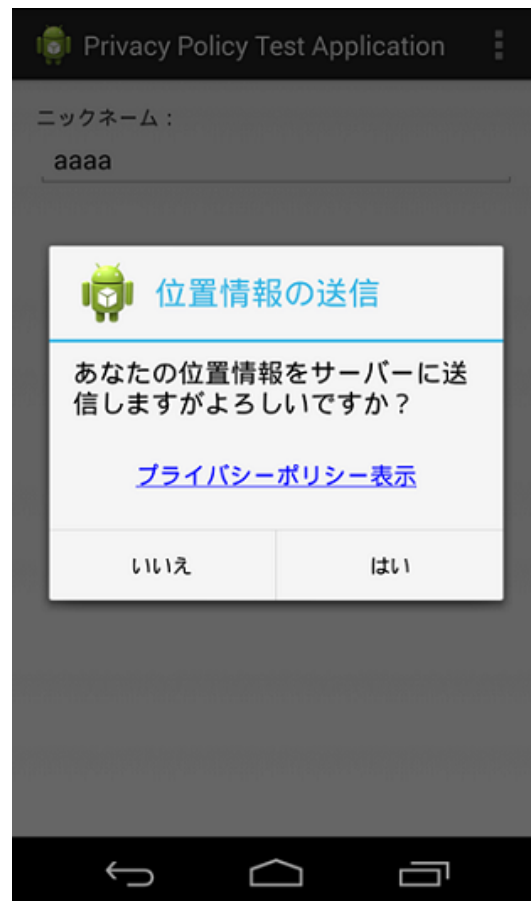 Privacy Policy Test Application
ニックネーム：
aaaa
位置情報の送信
あなたの位置情報をサーバーに送
信しますがよろしいですか？
プライバシーポリシー表示
いいえ
はい